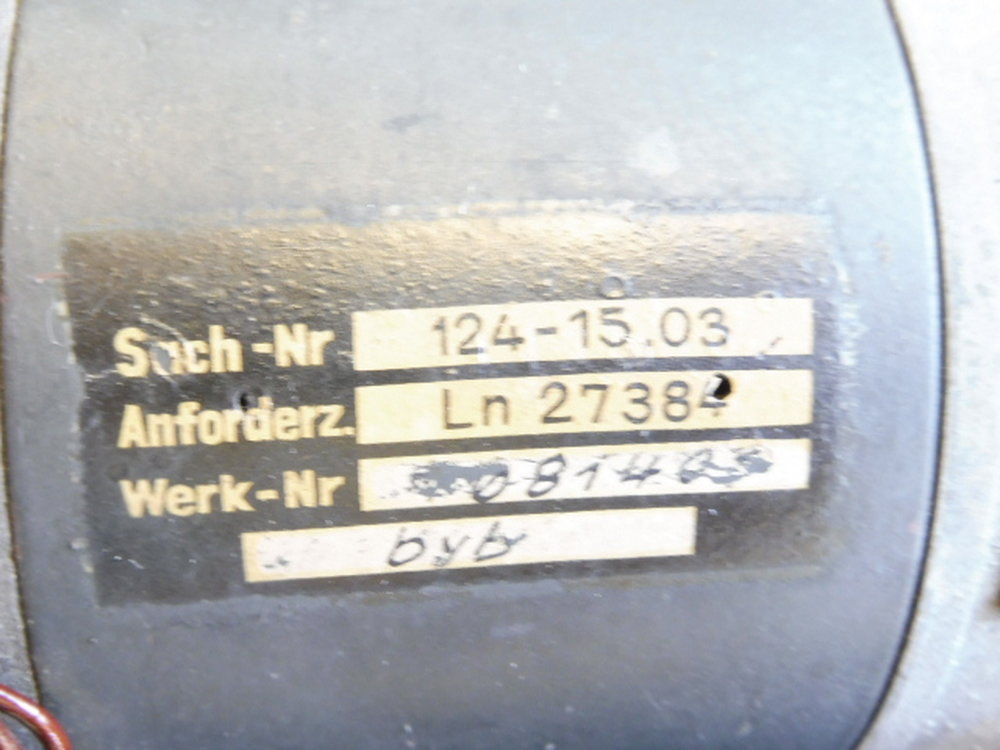 Sach-Nr 124-15.03
Anforderz. Ln 27384
Werk-Nr
byb